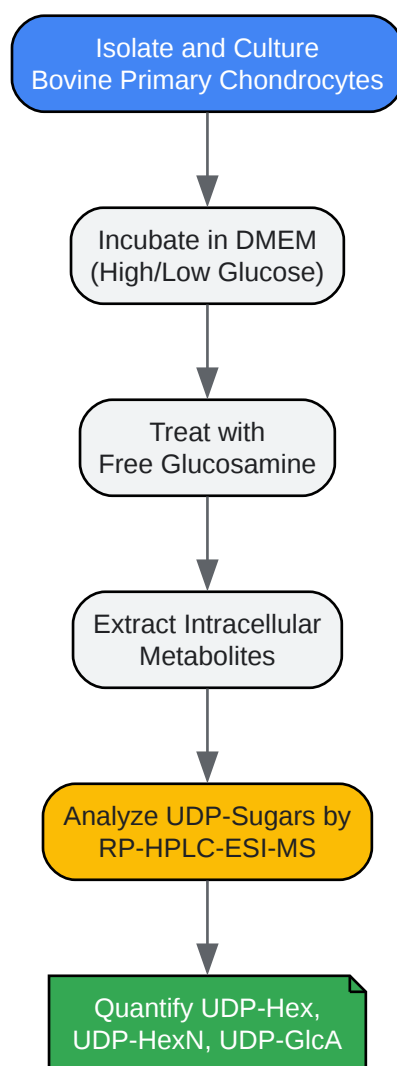 Isolate and Culture
Bovine Primary Chondrocytes
Incubate in DMEM
(High/Low Glucose)
Treat with
Free Glucosamine
Extract Intracellular
Metabolites
Analyze UDP-Sugars by
RP-HPLC-ESI-MS
Quantify UDP-Hex,
UDP-HexN, UDP-GlcA